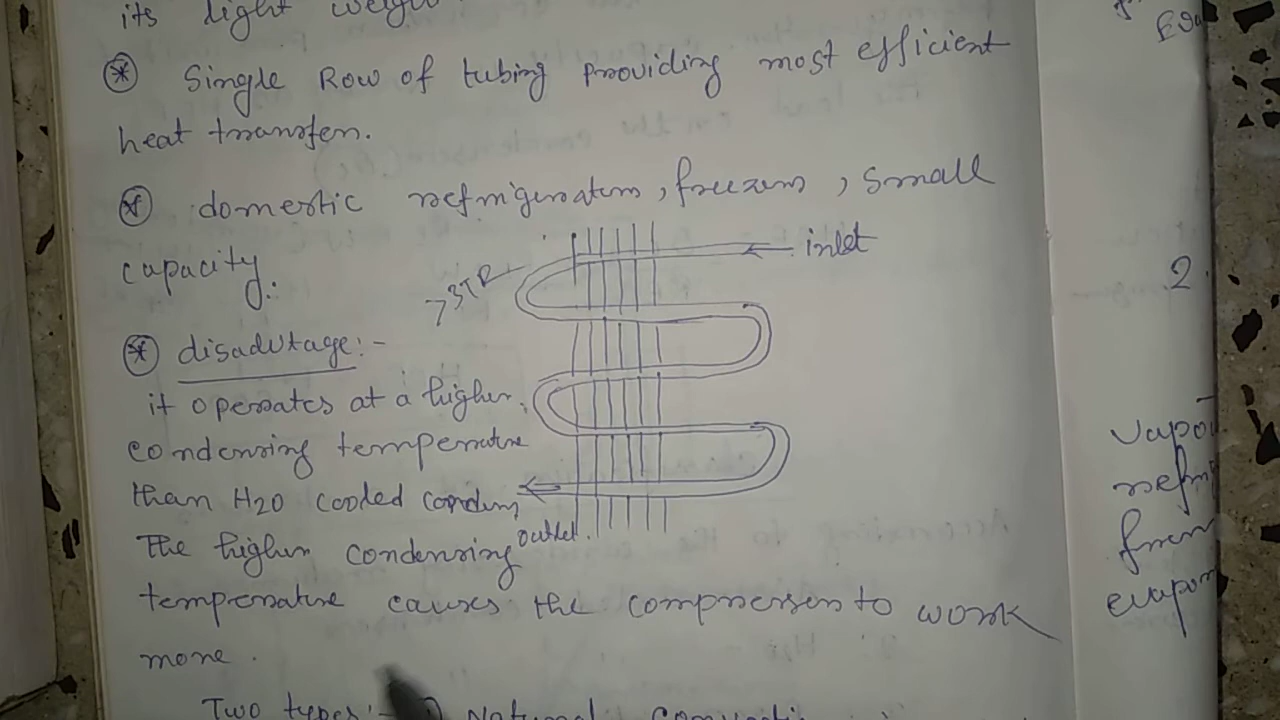 its light weight
* Single Row of tubing providing most efficient
heat transfer.
* domestic refrigerators, freezers, small
capacity.
inlet
disadvtage:-
it operates at a higher
condensing temperature
than H2O cooled
outlet.
The higher condensing
temperature causes the compressor to work
more.
Two types:- 1) Natural
2.